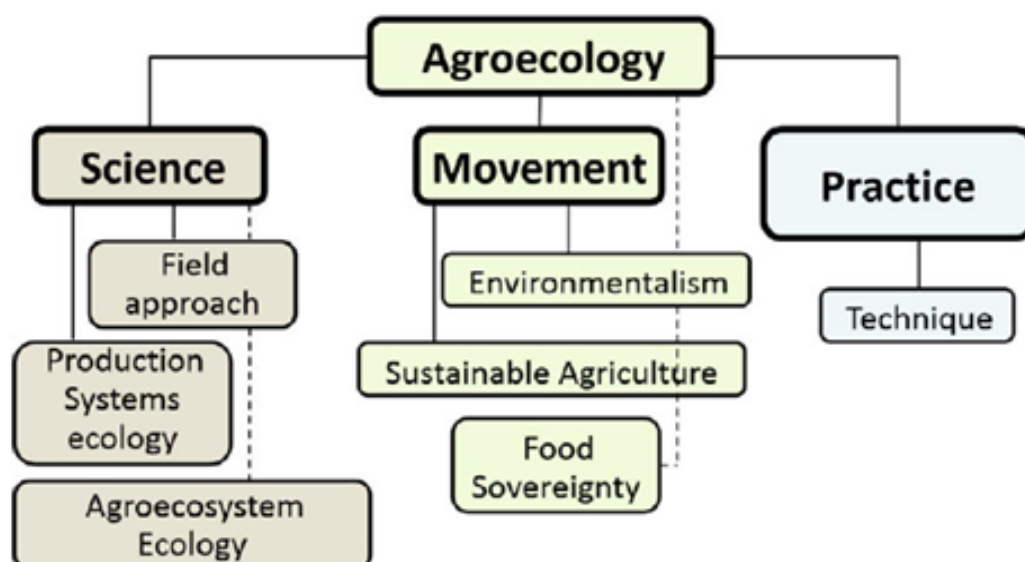 Agroecology
Science
Movement
Practice
Field
approach
Environmentalism
Technique
Production
Systems
ecology
Sustainable Agriculture
Food
Sovereignty
Agroecosystem
Ecology